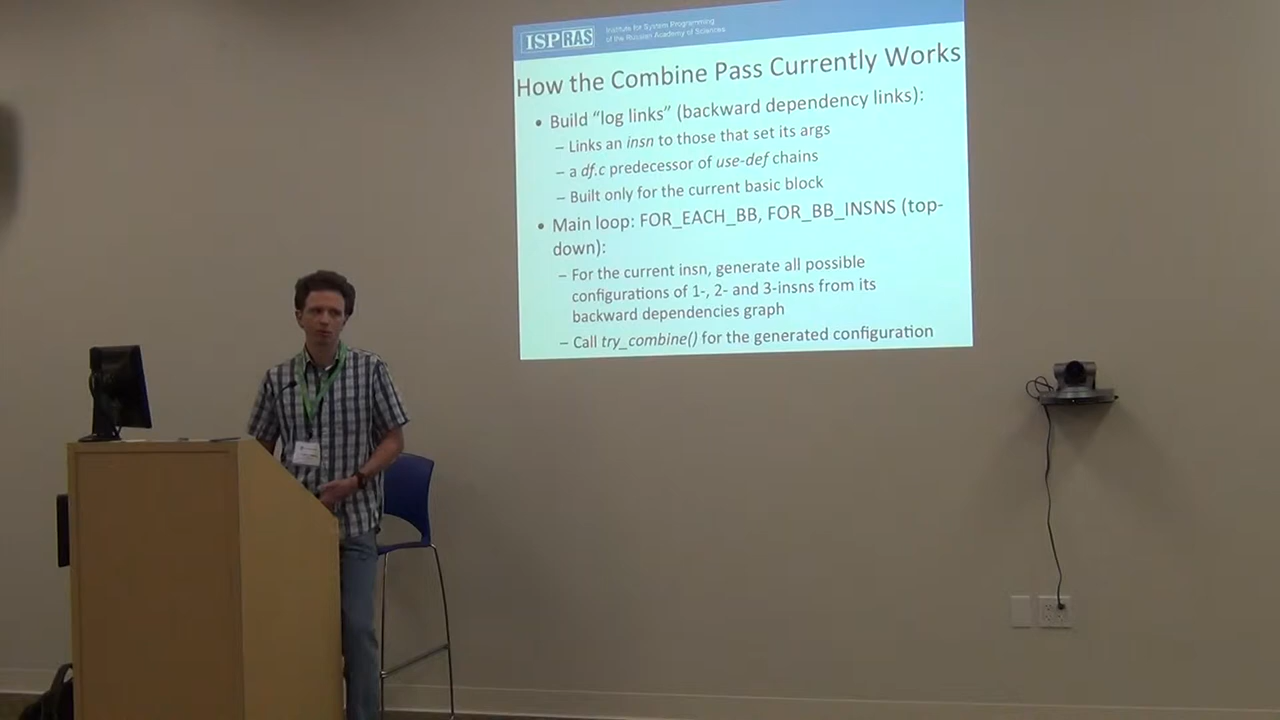 ISP RAS
Institute for System Programming
of the Russian Academy of Sciences
How the Combine Pass Currently Works
• Build “log links” (backward dependency links):
– Links an insn to those that set its args
– a df.c predecessor of use-def chains
– Built only for the current basic block
• Main loop: FOR_EACH_BB, FOR_BB_INSNS (top-
down):
– For the current insn, generate all possible
configurations of 1-, 2- and 3-insns from its
backward dependencies graph
– Call try_combine() for the generated configuration